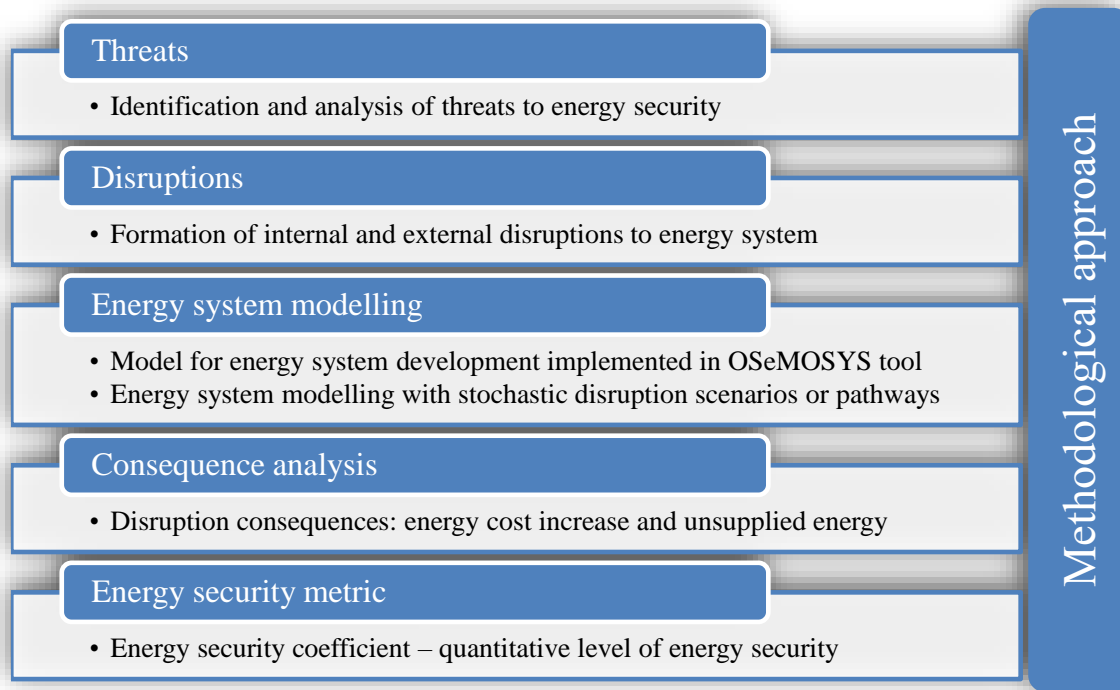 Threats
• Identification and analysis of threats to energy security
Disruptions
• Formation of internal and external disruptions to energy system
Energy system modelling
• Model for energy system development implemented in OSeMOSYS tool
• Energy system modelling with stochastic disruption scenarios or pathways
Consequence analysis
• Disruption consequences: energy cost increase and unsupplied energy
Energy security metric
• Energy security coefficient – quantitative level of energy security
Methodological approach